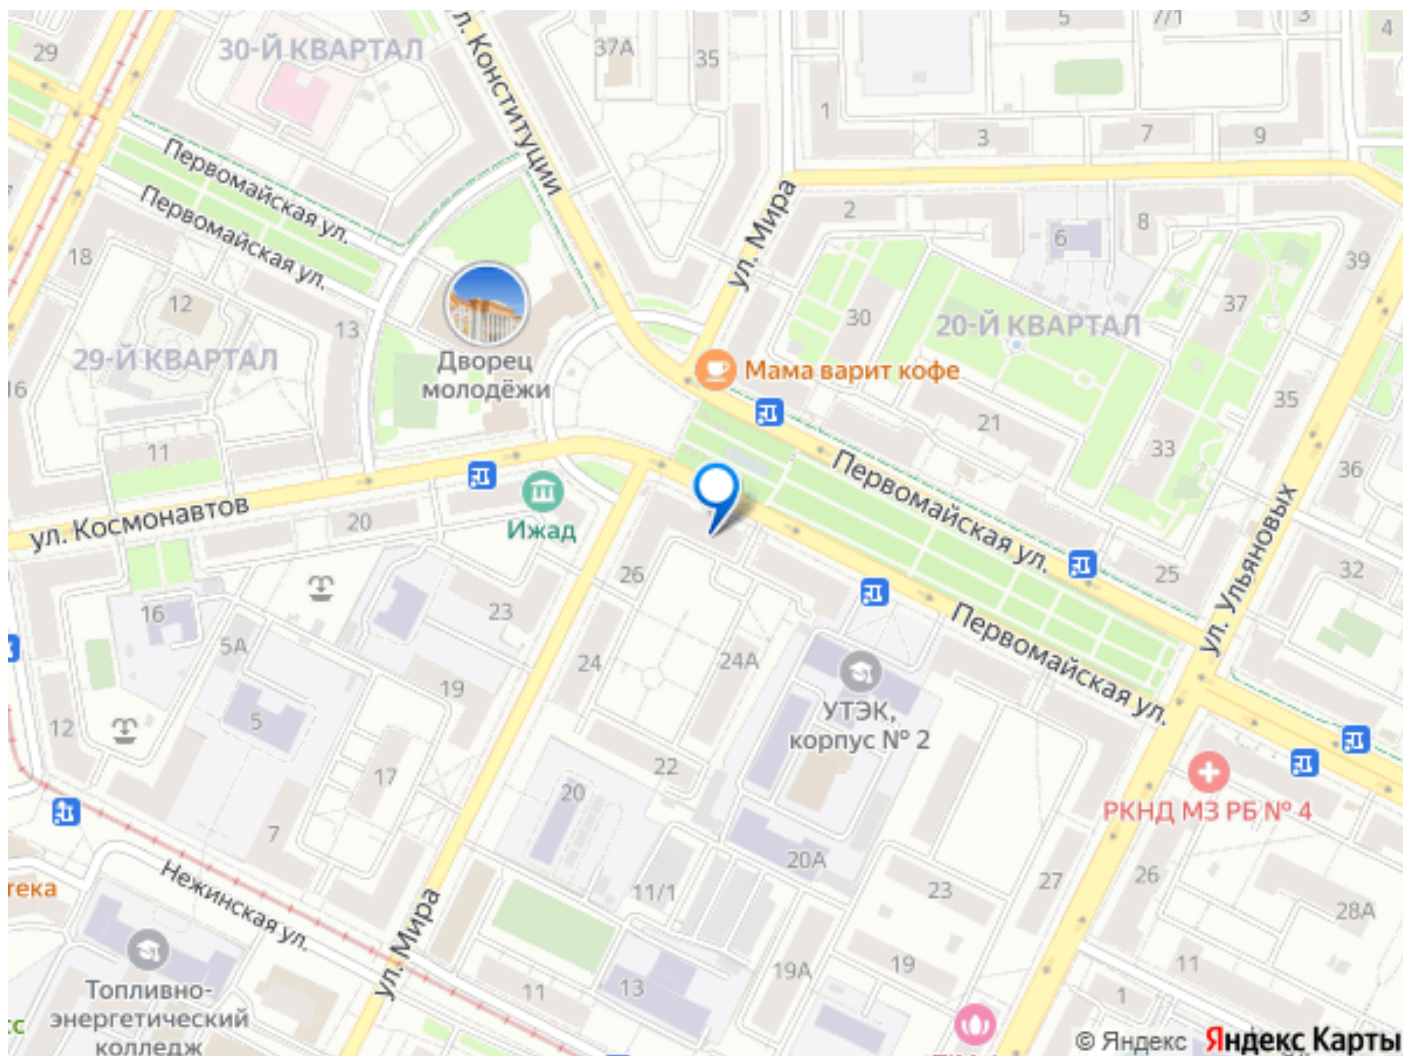 29
30-Й КВАРТАЛ
ул. Конституции
37А
35
5
7/1
3
4
1
3
7
9
Первомайская ул.
Первомайская ул.
ул. Мира
2
6
8
39
18
12
13
29-Й КВАРТАЛ
16
Дворец
молодёжи
30
20-Й КВАРТАЛ
37
Мама варит кофе
21
35
33
36
11
ул. Космонавтов
20
Ижад
Первомайская ул.
ул. Ульяновых
25
32
26
23
16
5А
24
24А
Первомайская ул.
19
12
5
УТЭК,
корпус № 2
22
17
20
РКНД МЗ РБ № 4
7
20А
11/1
23
27
26
28А
тека
Нежинская ул.
ул. Мира
19А
19
11
13
11
1
Топливно-
энергетический
колледж
сс
© Яндекс
Яндекс Карты